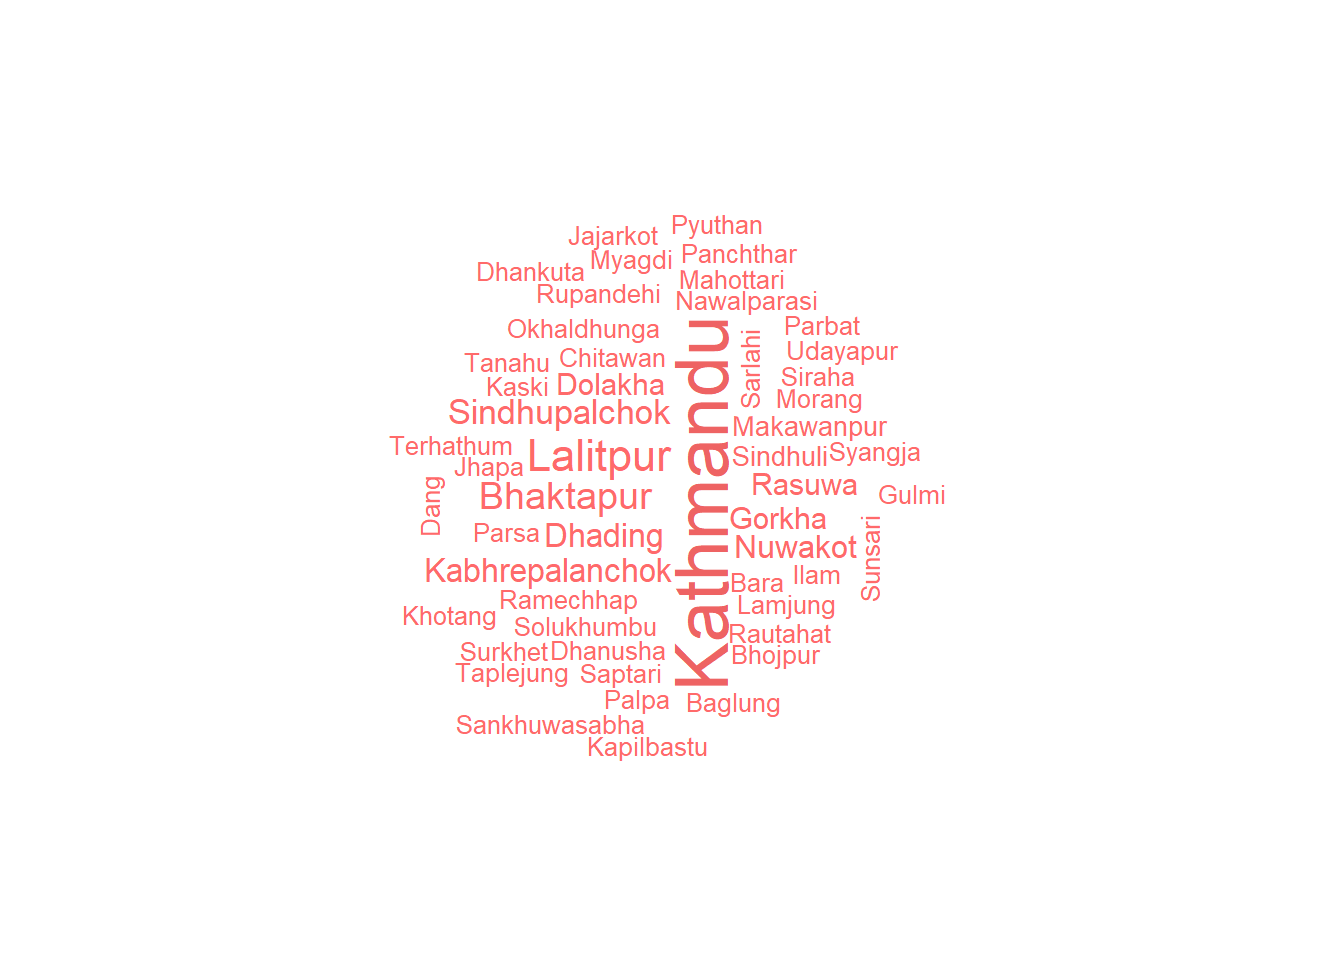 Pyuthan
Jajarkot
Panchthar
Myagdi
Dhankuta
Mahottari
Rupandehi
Nawalparasi
Okhaldhunga
Parbat
Kathmandu
Sarlahi
Udayapur
Tanahu
Chitawan
Siraha
Kaski
Dolakha
Morang
Sindhupalchok
Makawanpur
Terhathum
Lalitpur
Sindhuli
Syangja
Jhapa
Rasuwa
Gulmi
Bhaktapur
Dang
Gorkha
Parsa
Dhading
Nuwakot
Sunsari
Kabhrepalanchok
Bara
Ilam
Ramechhap
Lamjung
Khotang
Solukhumbu
Rautahat
Surkhet
Dhanusha
Bhojpur
Taplejung
Saptari
Palpa
Baglung
Sankhuwasabha
Kapilbastu